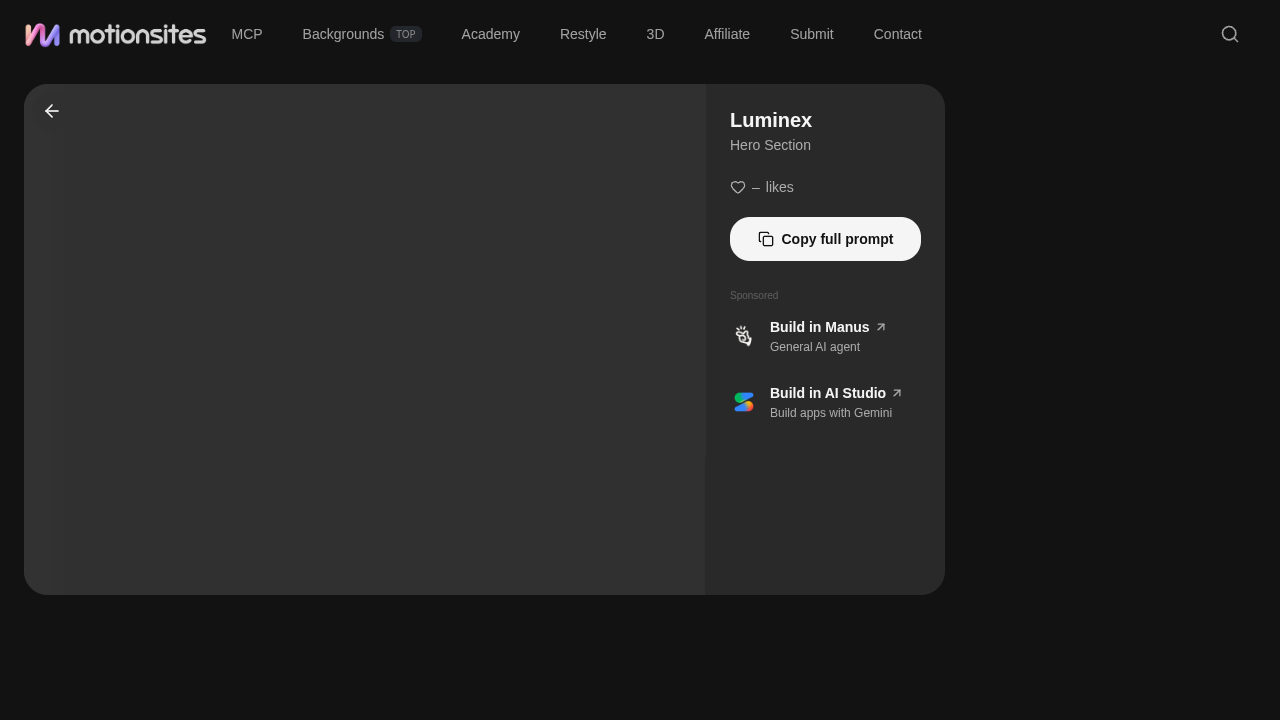 motionsites
MCP
Backgrounds TOP
Academy
Restyle
3D
Affiliate
Submit
Contact
Luminex
Hero Section
– likes
Copy full prompt
Sponsored
Build in Manus
General AI agent
Build in AI Studio
Build apps with Gemini